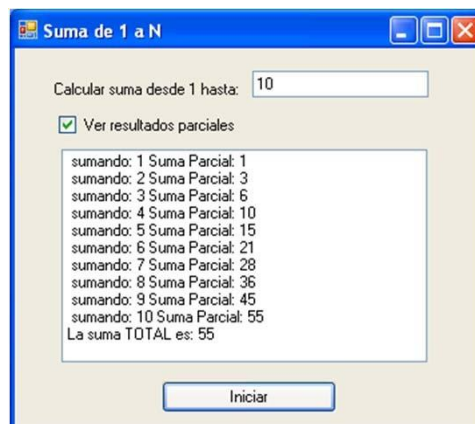 Suma de 1 a N
Calcular suma desde 1 hasta: 10
Ver resultados parciales
sumando: 1 Suma Parcial: 1
sumando: 2 Suma Parcial: 3
sumando: 3 Suma Parcial: 6
sumando: 4 Suma Parcial: 10
sumando: 5 Suma Parcial: 15
sumando: 6 Suma Parcial: 21
sumando: 7 Suma Parcial: 28
sumando: 8 Suma Parcial: 36
sumando: 9 Suma Parcial: 45
sumando: 10 Suma Parcial: 55
La suma TOTAL es: 55
Iniciar